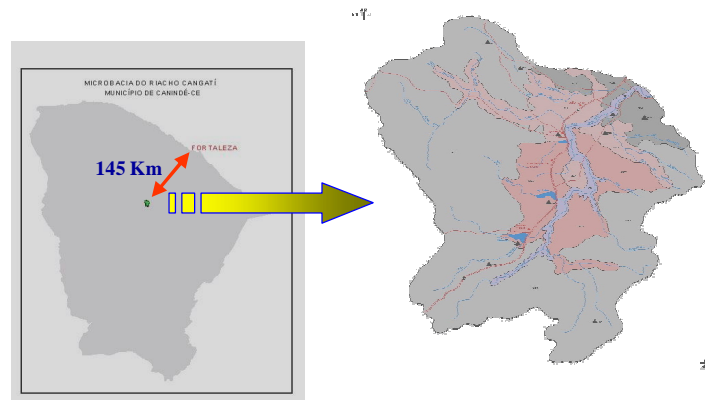 MICROBACIA DO RIACHO CANGATÍ
MUNICÍPIO DE CANINDÉ-CE
FORTALEZA
145 Km